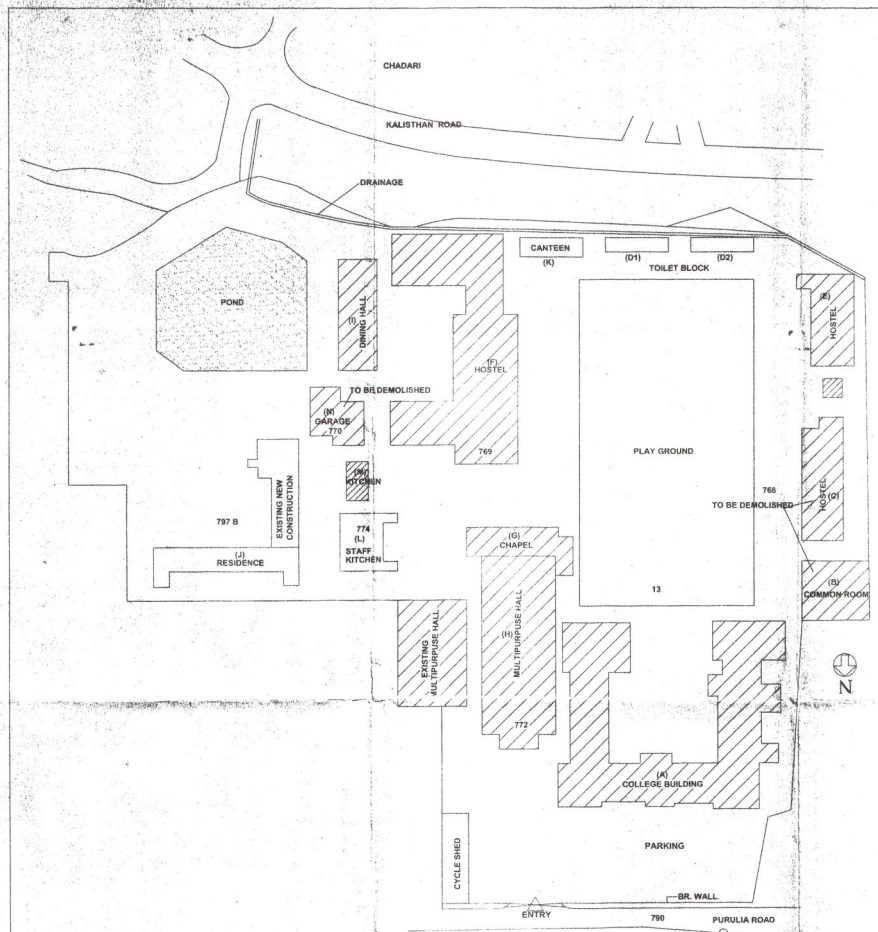 CHADARI
KALISTHAN ROAD
DRAINAGE
CANTEEN
(K)
(D1)
(D2)
TOILET BLOCK
POND
(I)
DINING HALL
(E)
HOSTEL
(F)
HOSTEL
TO BE DEMOLISHED
(N)
GARAGE
770
769
PLAY GROUND
(M)
KITCHEN
768
TO BE DEMOLISHED
HOSTEL
(C)
797 B
EXISTING NEW
CONSTRUCTION
774
(L)
STAFF
KITCHEN
(J)
RESIDENCE
(G)
CHAPEL
13
(B)
COMMON ROOM
EXISTING
MULTIPURPUSE HALL
(H)
MULTIPURPUSE HALL
772
N
(A)
COLLEGE BUILDING
CYCLE SHED
PARKING
BR. WALL
ENTRY
790
PURULIA ROAD